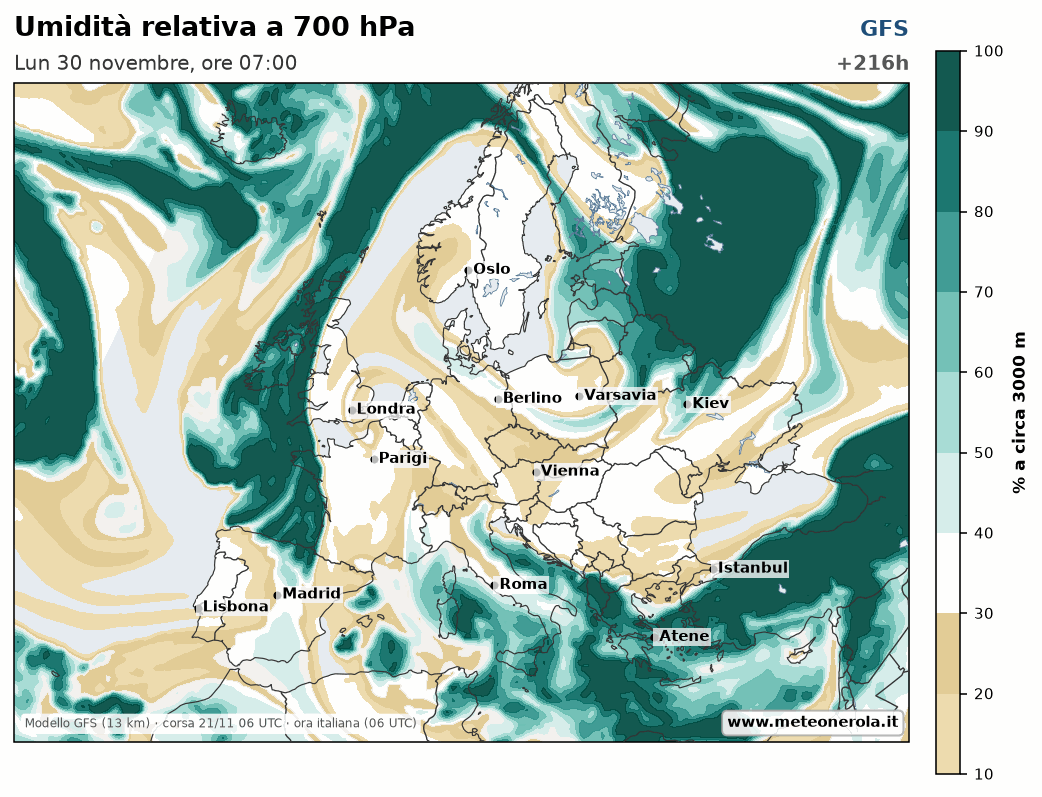 Umidità relativa a 700 hPa
GFS
Lun 30 novembre, ore 07:00
+216h
100
90
80
70
60
50
40
30
20
10
% a circa 3000 m
Oslo
Berlino
Varsavia
Kiev
Londra
Parigi
Vienna
Istanbul
Roma
Madrid
Lisbona
Atene
Modello GFS (13 km) · corsa 21/11 06 UTC · ora italiana (06 UTC)
www.meteonerola.it